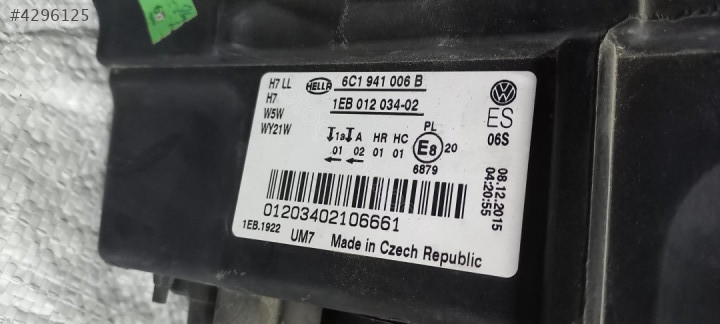 #4296125
H7 LL
H7
W5W
WY21W
HELLA
6C1 941 006 B
1EB 012 034-02
1a A HR HC PL
01 02 01 01 E8 20
6879
ES
06S
08.12.2015
04:20:55
01203402106661
1EB.1922 UM7 Made in Czech Republic